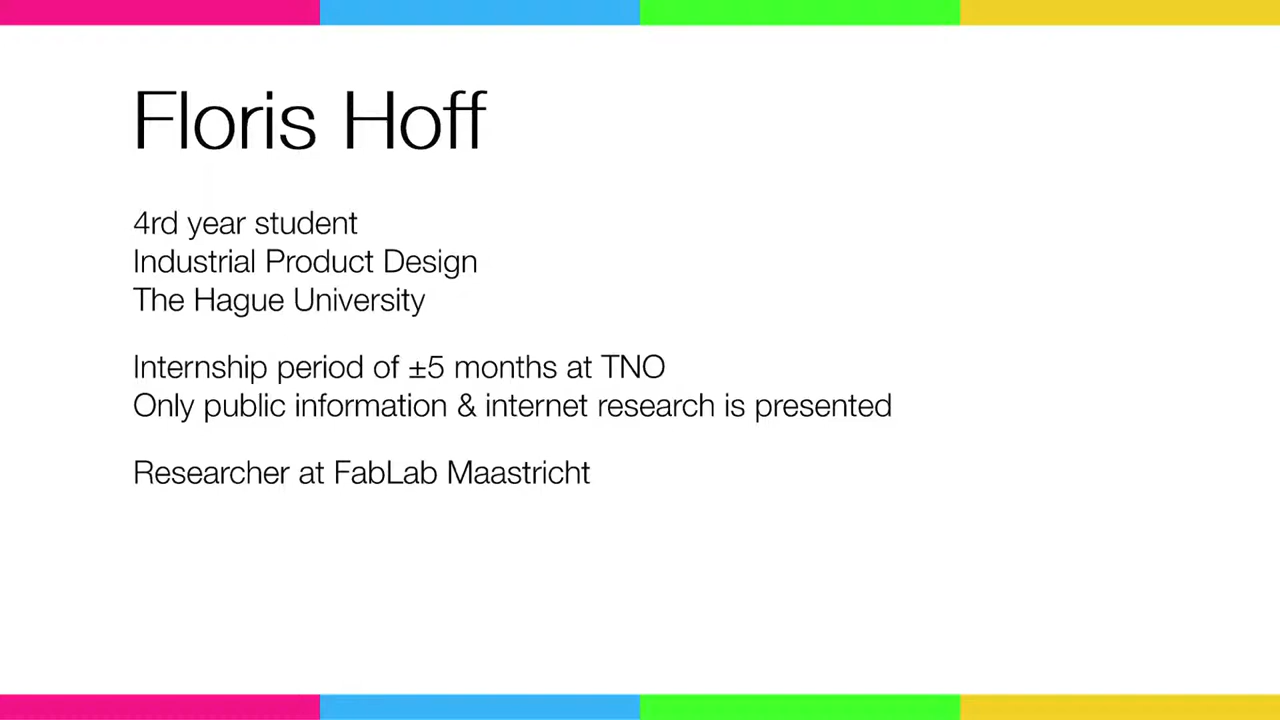 Floris Hoff
4rd year student
Industrial Product Design
The Hague University
Internship period of ±5 months at TNO
Only public information & internet research is presented
Researcher at FabLab Maastricht